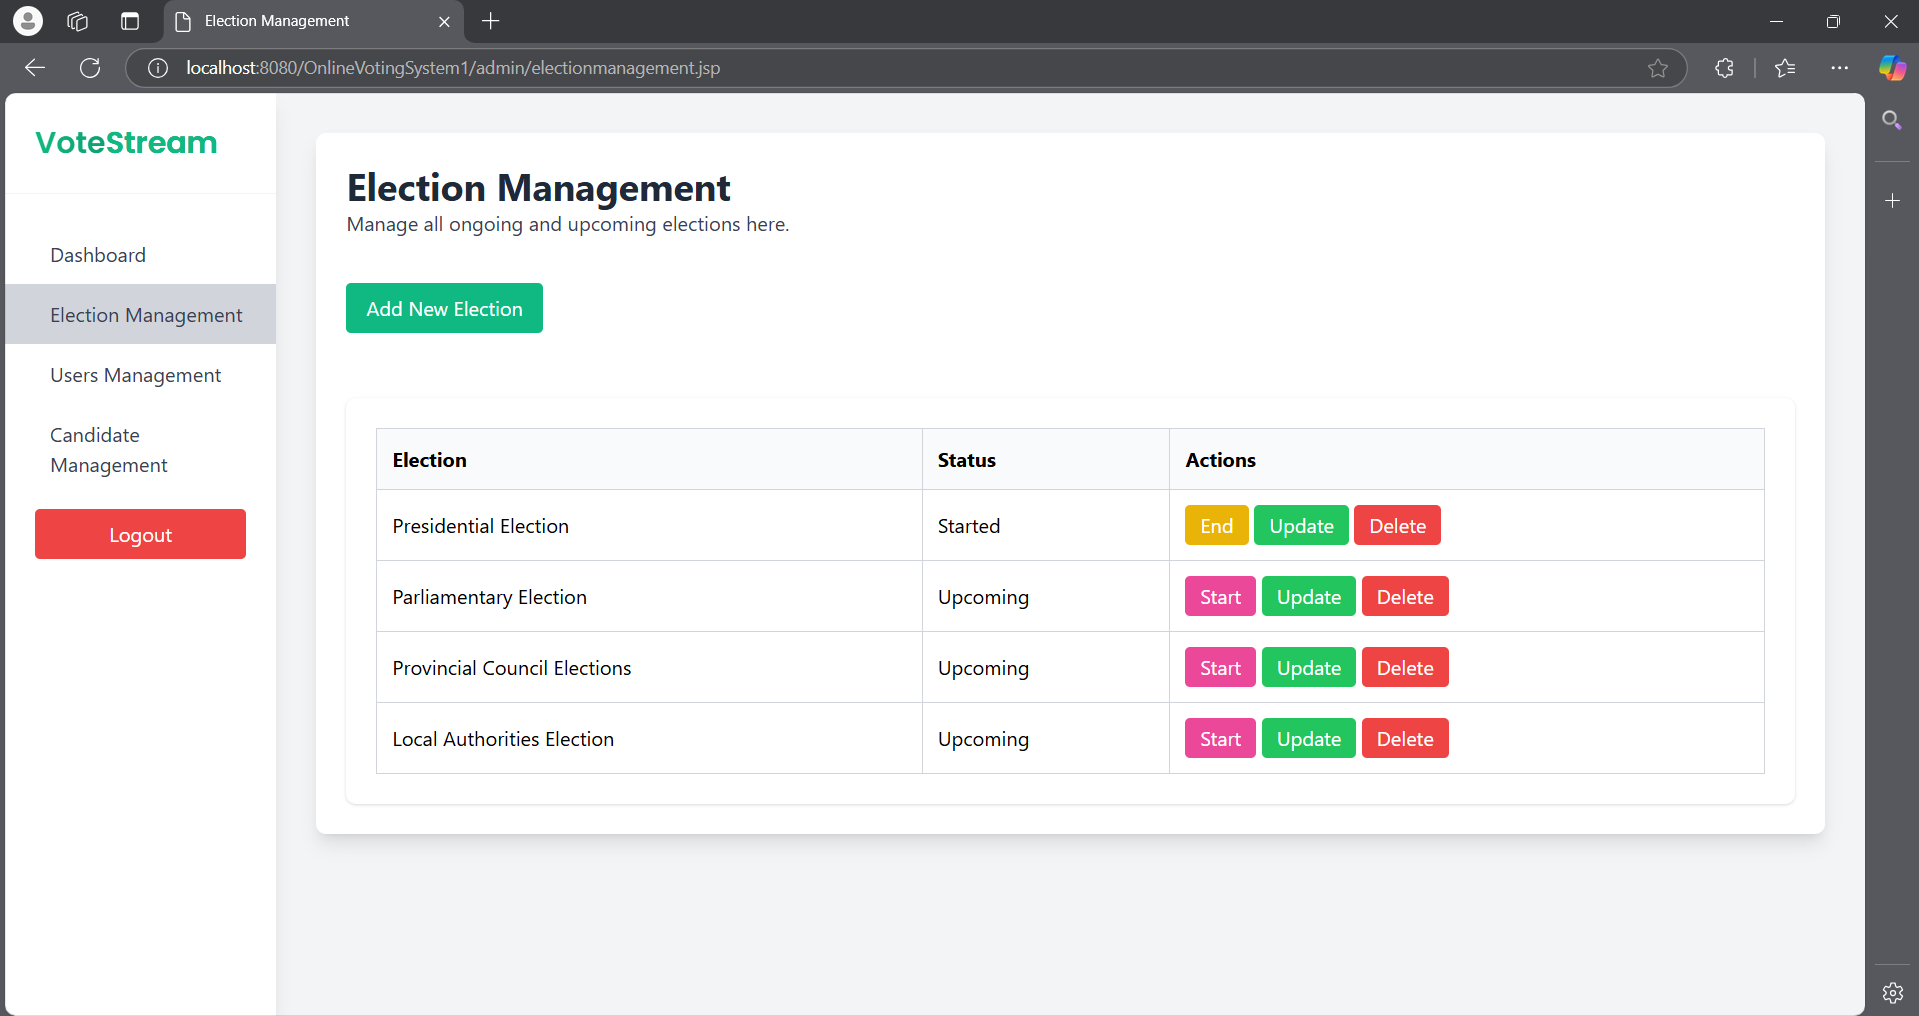 Election Management
localhost:8080/OnlineVotingSystem1/admin/electionmanagement.jsp
VoteStream
Dashboard
Election Management
Users Management
Candidate
Management
Logout
Election Management
Manage all ongoing and upcoming elections here.
Add New Election
Election Status Actions
Presidential Election Started End Update Delete
Parliamentary Election Upcoming Start Update Delete
Provincial Council Elections Upcoming Start Update Delete
Local Authorities Election Upcoming Start Update Delete